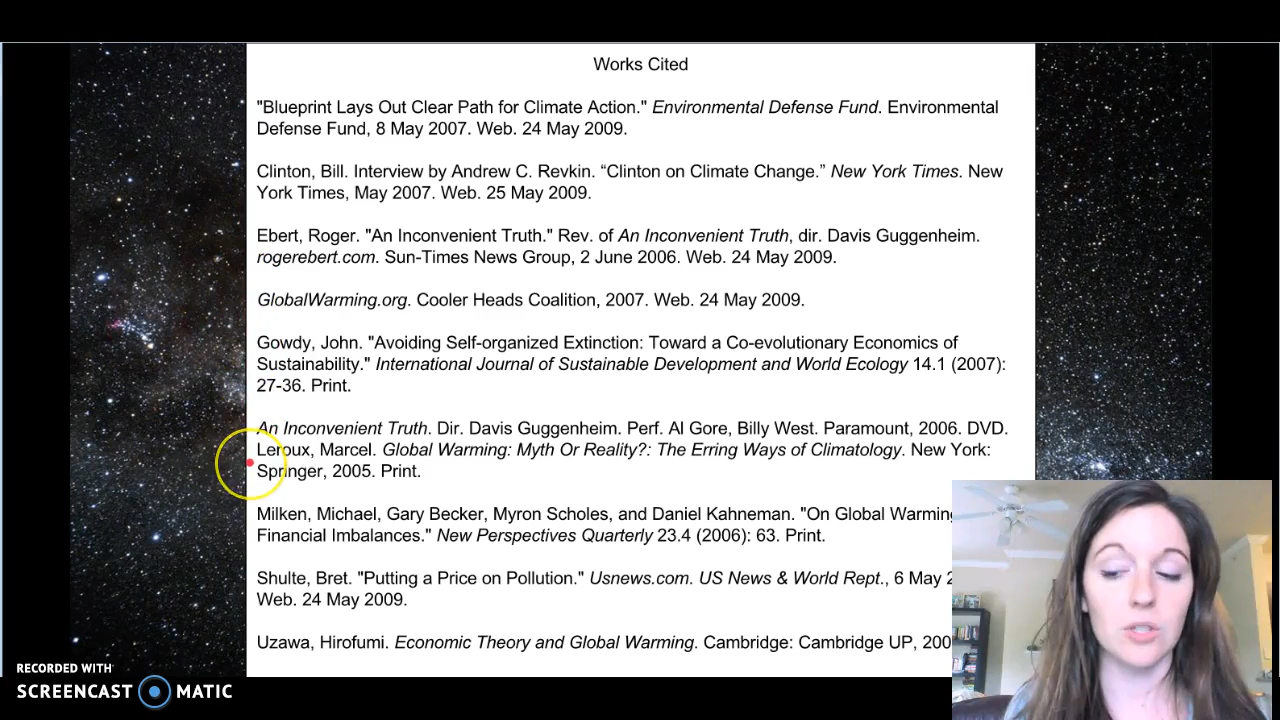 Works Cited
"Blueprint Lays Out Clear Path for Climate Action." Environmental Defense Fund. Environmental
Defense Fund, 8 May 2007. Web. 24 May 2009.
Clinton, Bill. Interview by Andrew C. Revkin. “Clinton on Climate Change.” New York Times. New
York Times, May 2007. Web. 25 May 2009.
Ebert, Roger. "An Inconvenient Truth." Rev. of An Inconvenient Truth, dir. Davis Guggenheim.
rogerebert.com. Sun-Times News Group, 2 June 2006. Web. 24 May 2009.
GlobalWarming.org. Cooler Heads Coalition, 2007. Web. 24 May 2009.
Gowdy, John. "Avoiding Self-organized Extinction: Toward a Co-evolutionary Economics of
Sustainability." International Journal of Sustainable Development and World Ecology 14.1 (2007):
27-36. Print.
An Inconvenient Truth. Dir. Davis Guggenheim. Perf. Al Gore, Billy West. Paramount, 2006. DVD.
Leroux, Marcel. Global Warming: Myth Or Reality?: The Erring Ways of Climatology. New York:
Springer, 2005. Print.
Milken, Michael, Gary Becker, Myron Scholes, and Daniel Kahneman. "On Global
Financial Imbalances." New Perspectives Quarterly 23.4 (2006): 63. Print.
Shulte, Bret. "Putting a Price on Pollution." Usnews.com. US News & World Rept., 6 May
Web. 24 May 2009.
Uzawa, Hirofumi. Economic Theory and Global Warming. Cambridge: Cambridge UP,
RECORDED WITH
SCREENCAST MATIC